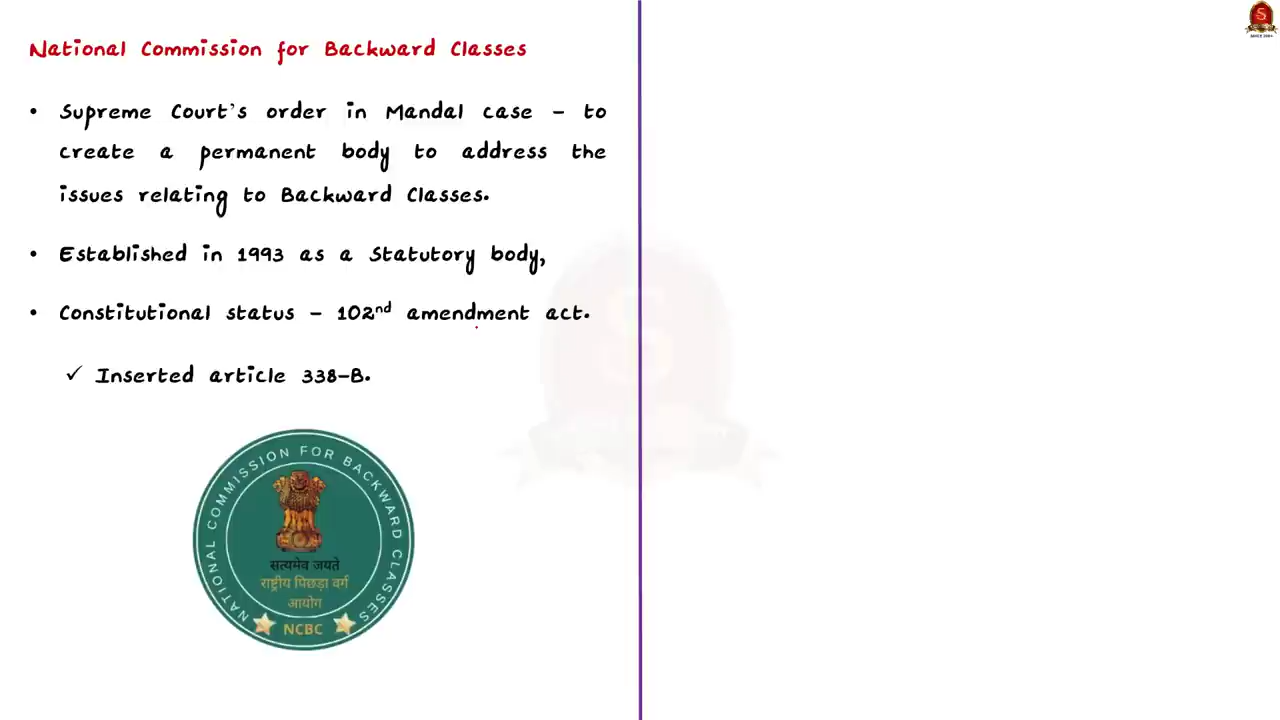 National Commission for Backward Classes
• Supreme Court's order in Mandal case – to
create a permanent body to address the
issues relating to Backward Classes.
• Established in 1993 as a Statutory body,
• Constitutional status – 102nd amendment act.
✓ Inserted article 338-B.
NATIONAL COMMISSION FOR BACKWARD CLASSES
सत्यमेव जयते
राष्ट्रीय पिछड़ा वर्ग
आयोग
NCBC
S
SINCE 2004